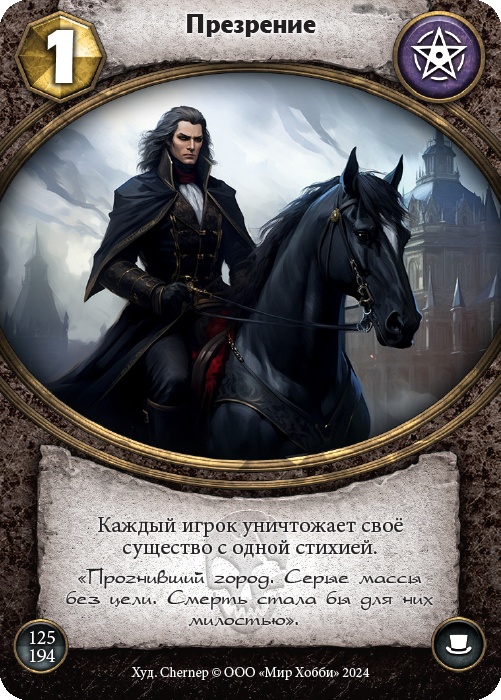 1
Презрение
Каждый игрок уничтожает своё
существо с одной стихией.
«Прогнивший город. Серые массы
без цели. Смерть стала бы для них
милостью».
125
194
Худ. Chernep © ООО «Мир Хобби» 2024